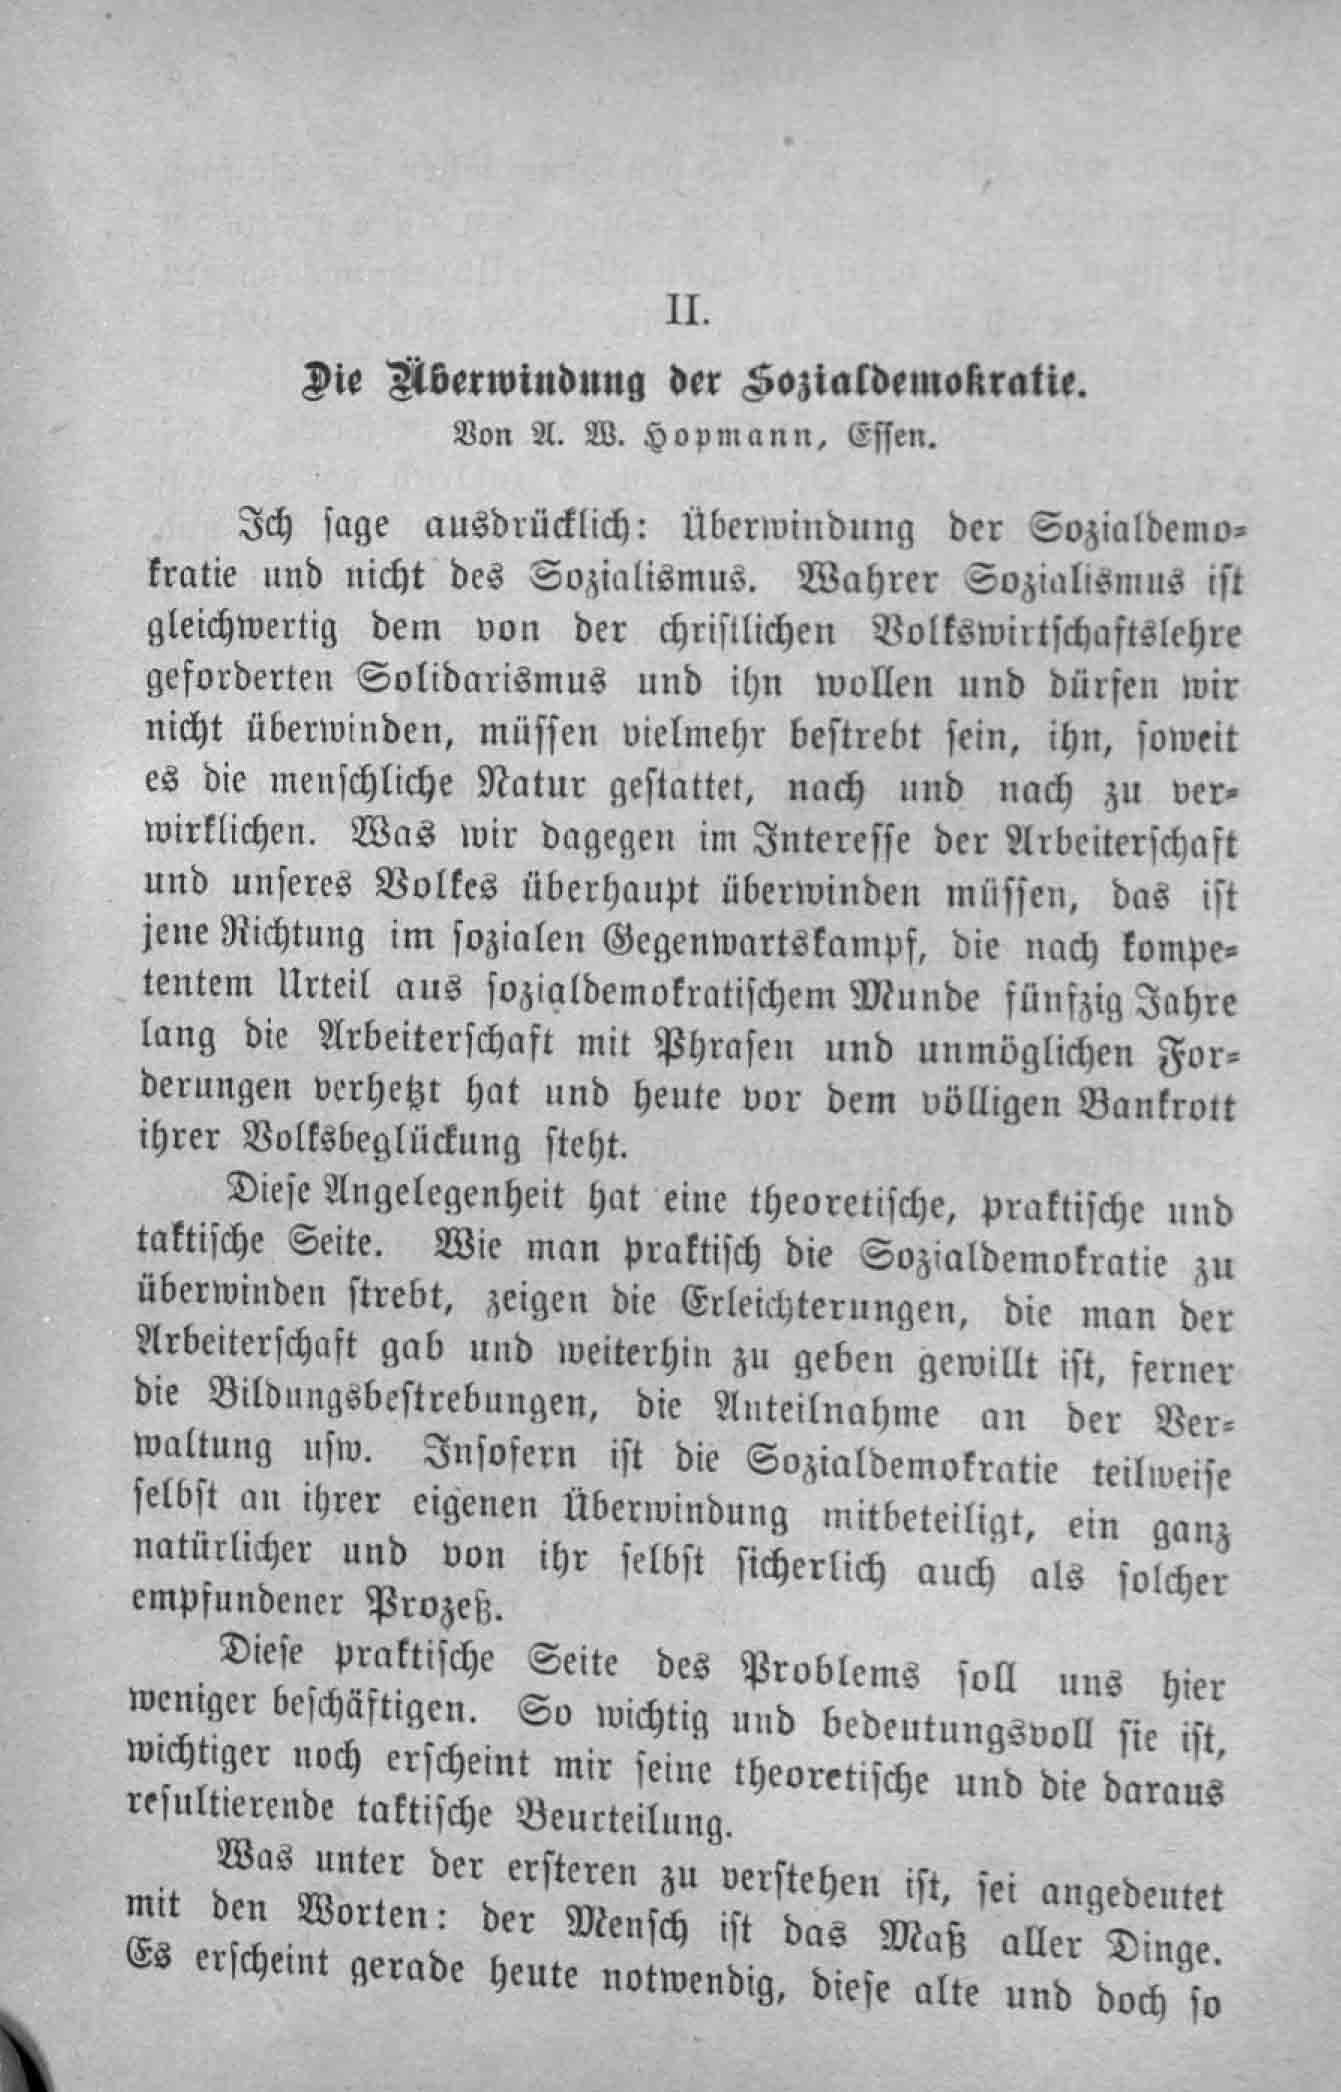 II.
Die Überwindung der Sozialdemokratie.
Von A. W. Hopmann, Essen.
Ich sage ausdrücklich: Überwindung der Sozialdemo-
kratie und nicht des Sozialismus. Wahrer Sozialismus ist
gleichwertig dem von der christlichen Volkswirtschaftslehre
geforderten Solidarismus und ihn wollen und dürfen wir
nicht überwinden, müssen vielmehr bestrebt sein, ihn, soweit
es die menschliche Natur gestattet, nach und nach zu ver-
wirklichen. Was wir dagegen im Interesse der Arbeiterschaft
und unseres Volkes überhaupt überwinden müssen, das ist
jene Richtung im sozialen Gegenwartskampf, die nach kompe-
tentem Urteil aus sozialdemokratischem Munde fünfzig Jahre
lang die Arbeiterschaft mit Phrasen und unmöglichen For-
derungen verhetzt hat und heute vor dem völligen Bankrott
ihrer Volksbeglückung steht.
Diese Angelegenheit hat eine theoretische, praktische und
taktische Seite. Wie man praktisch die Sozialdemokratie zu
überwinden strebt, zeigen die Erleichterungen, die man der
Arbeiterschaft gab und weiterhin zu geben gewillt ist, ferner
die Bildungsbestrebungen, die Anteilnahme an der Ver-
waltung usw. Insofern ist die Sozialdemokratie teilweise
selbst an ihrer eigenen Überwindung mitbeteiligt, ein ganz
natürlicher und von ihr selbst sicherlich auch als solcher
empfundener Prozeß.
Diese praktische Seite des Problems soll uns hier
weniger beschäftigen. So wichtig und bedeutungsvoll sie ist,
wichtiger noch erscheint mir seine theoretische und die daraus
resultierende taktische Beurteilung.
Was unter der ersteren zu verstehen ist, sei angedeutet
mit den Worten: der Mensch ist das Maß aller Dinge.
Es erscheint gerade heute notwendig, diese alte und doch so